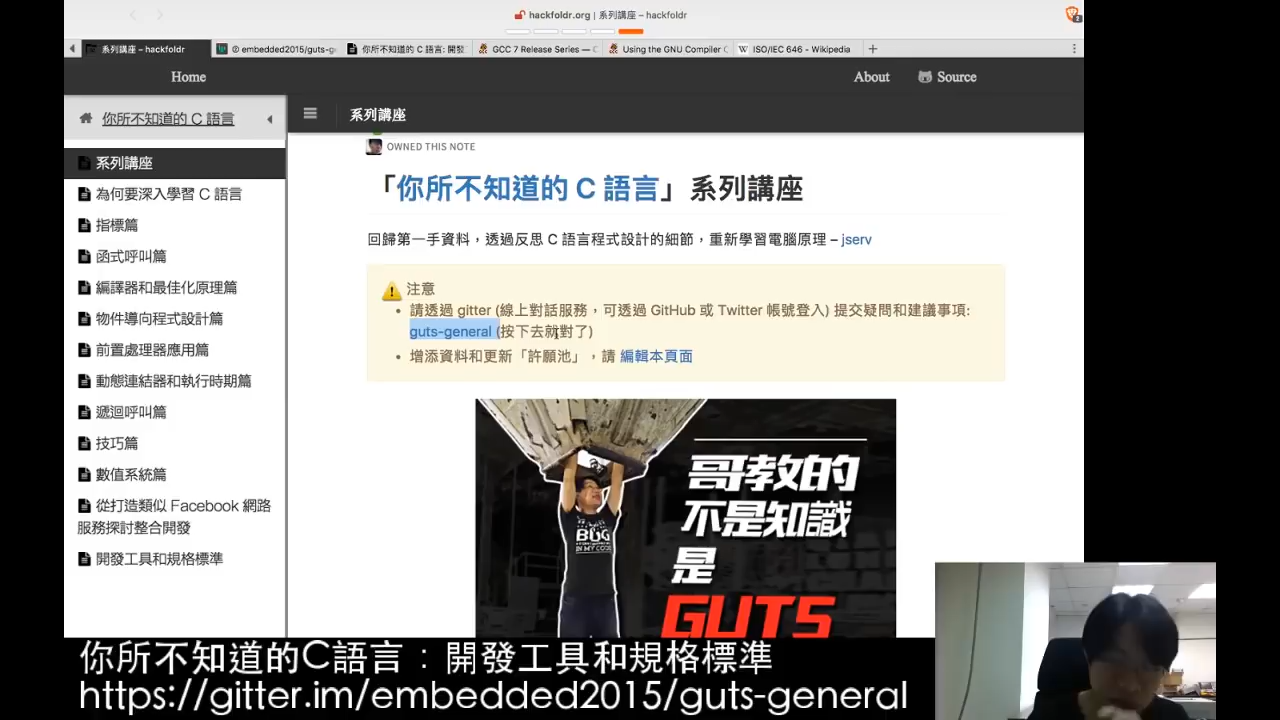 hackfoldr.org | 系列講座 – hackfoldr
系列講座 – hackfoldr
embedded2015/guts-g
你所不知道的 C 語言: 開發
GCC 7 Release Series — C
Using the GNU Compiler C
ISO/IEC 646 - Wikipedia
Home
About
Source
你所不知道的 C 語言
系列講座
系列講座
為何要深入學習 C 語言
指標篇
函式呼叫篇
編譯器和最佳化原理篇
物件導向程式設計篇
前置處理器應用篇
動態連結器和執行時期篇
遞迴呼叫篇
技巧篇
數值系統篇
從打造類似 Facebook 網路
服務探討整合開發
開發工具和規格標準
OWNED THIS NOTE
「你所不知道的 C 語言」系列講座
回歸第一手資料，透過反思 C 語言程式設計的細節，重新學習電腦原理 – jserv
注意
請透過 gitter (線上對話服務，可透過 GitHub 或 Twitter 帳號登入) 提交疑問和建議事項:
guts-general (按下去就對了)
增添資料和更新「許願池」，請 編輯本頁面
哥教的
不是知識
是
GUTS
BUG
IN MY CODE
你所不知道的C語言：開發工具和規格標準
https://gitter.im/embedded2015/guts-general